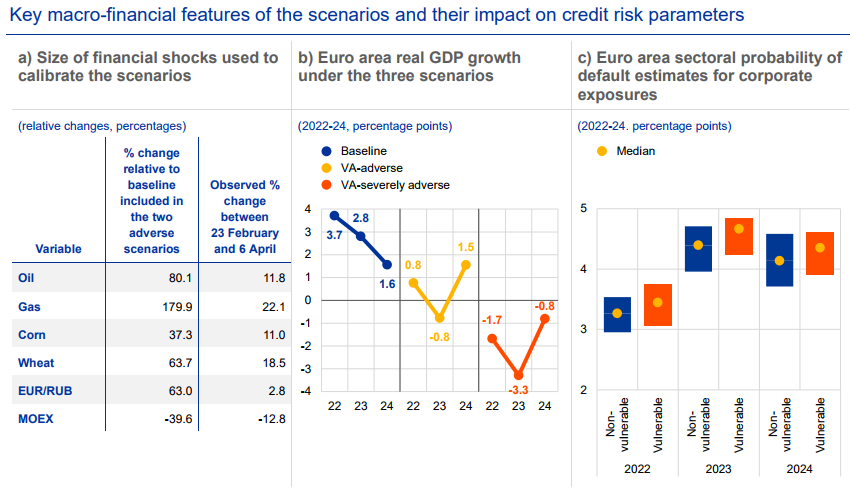 Key macro-financial features of the scenarios and their impact on credit risk parameters
a) Size of financial shocks used to
calibrate the scenarios
(relative changes, percentages)
Variable
% change
relative to
baseline
included in
the two
adverse
scenarios
Observed %
change
between
23 February
and 6 April
Oil 80.1 11.8
Gas 179.9 22.1
Corn 37.3 11.0
Wheat 63.7 18.5
EUR/RUB 63.0 2.8
MOEX -39.6 -12.8
b) Euro area real GDP growth
under the three scenarios
(2022-24, percentage points)
Baseline
VA-adverse
VA-severely adverse
4
3
2
1
0
-1
-2
-3
-4
3.7
2.8
1.6
0.8
-0.8
1.5
-1.7
-3.3
-0.8
22 23 24 22 23 24 22 23 24
c) Euro area sectoral probability of
default estimates for corporate
exposures
(2022-24. percentage points)
Median
5
4
3
2
Non-
vulnerable
Vulnerable
Non-
vulnerable
Vulnerable
Non-
vulnerable
Vulnerable
2022 2023 2024